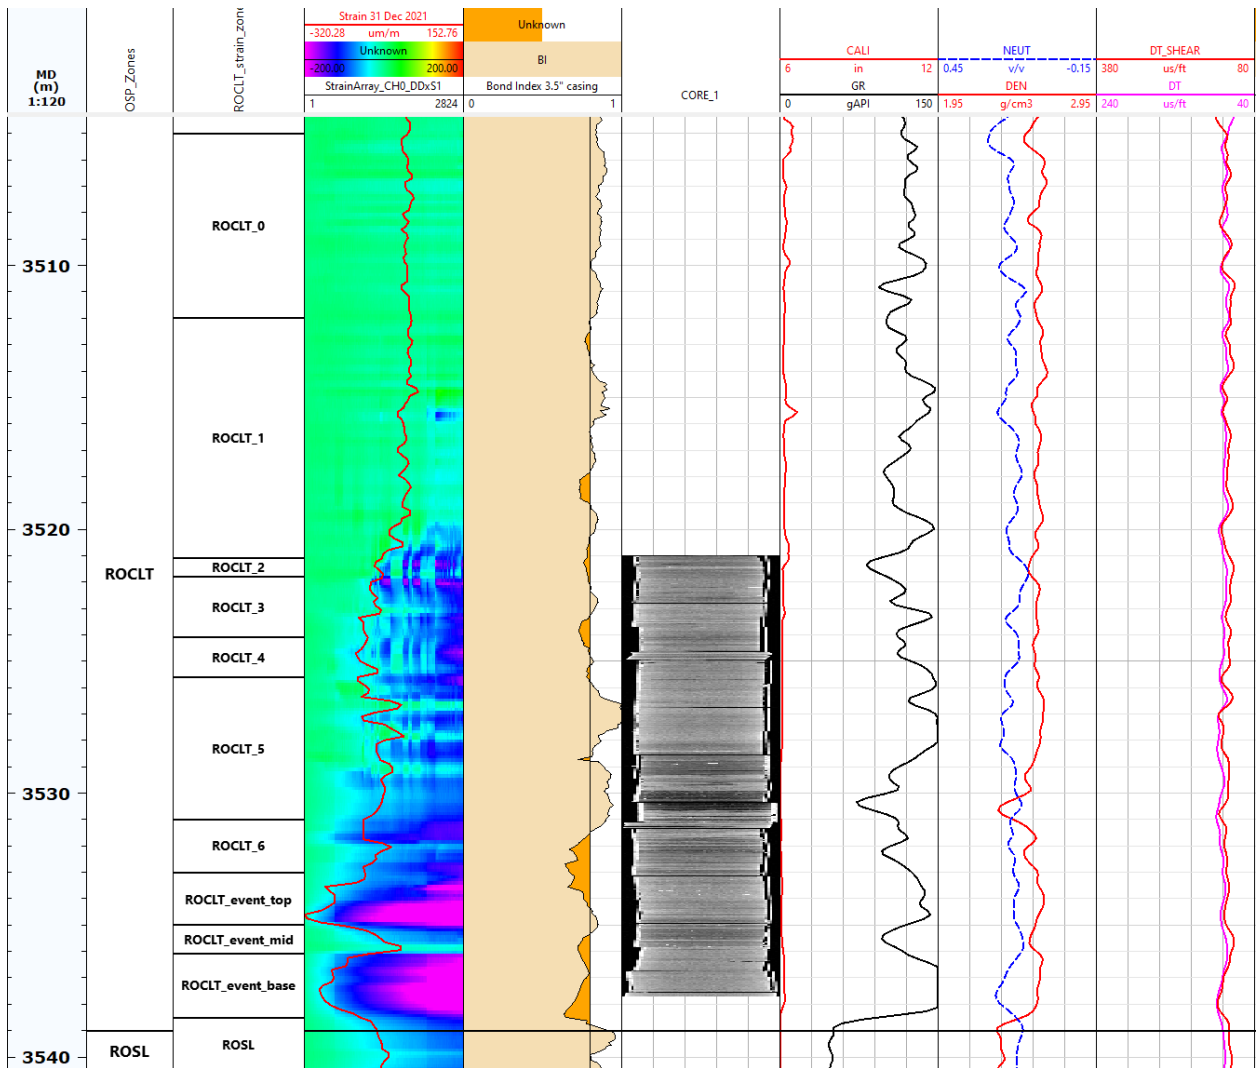 MD
(m)
1:120
OSP_Zones
ROCLT_strain_zone
Strain 31 Dec 2021
-320.28 um/m 152.76
Unknown
-200.00 200.00
StrainArray_CH0_DDxS1
1 2824
Unknown
BI
Bond Index 3.5" casing
0 1
CORE_1
CALI
6 in 12
GR
0 gAPI 150
NEUT
0.45 v/v -0.15
DEN
1.95 g/cm3 2.95
DT_SHEAR
380 us/ft 80
DT
240 us/ft 40
ROCLT_0
3510
ROCLT_1
3520
ROCLT
ROCLT_2
ROCLT_3
ROCLT_4
ROCLT_5
3530
ROCLT_6
ROCLT_event_top
ROCLT_event_mid
ROCLT_event_base
ROSL
ROSL
3540